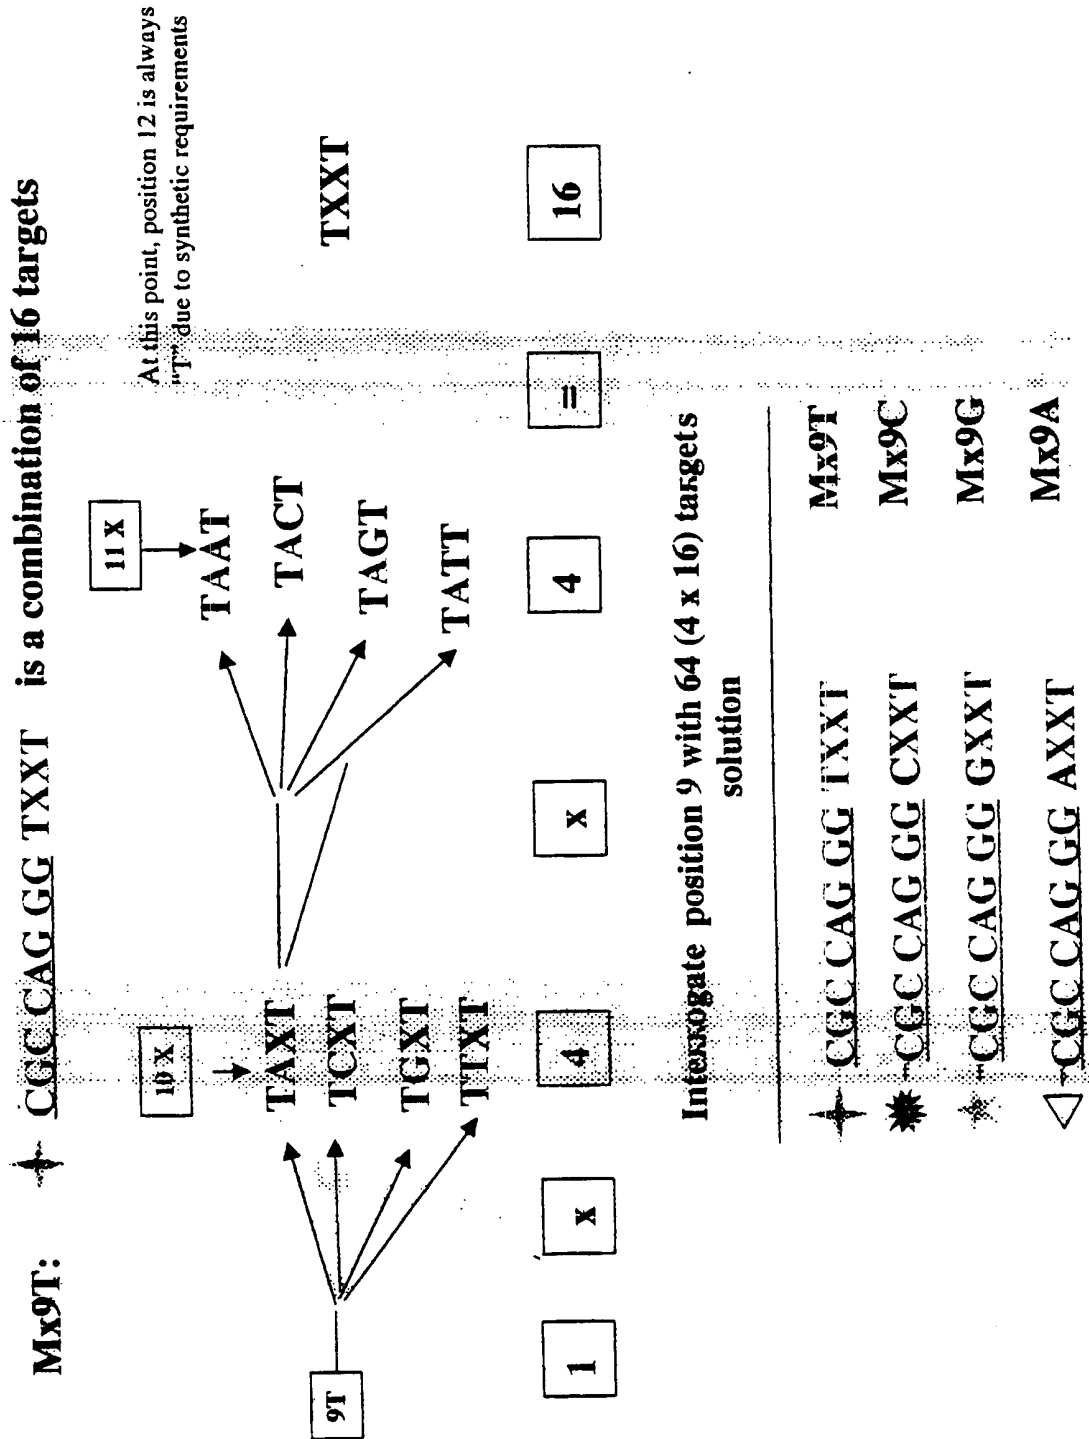 Mx9T: CGC CAG GG TXXT is a combination of 16 targets
At this point, position 12 is always
"T" due to synthetic requirements
10 X
11 X
9T
TAXT
TCXT
TGXT
TTXT
TAAT
TACT
TAGT
TATT
TXXT
1 x 4 x 4 = 16
Interrogate position 9 with 64 (4 x 16) targets
solution
CGC CAG GG TXXT Mx9T
CGC CAG GG CXXT Mx9C
CGC CAG GG GXXT Mx9G
CGC CAG GG AXXT Mx9A